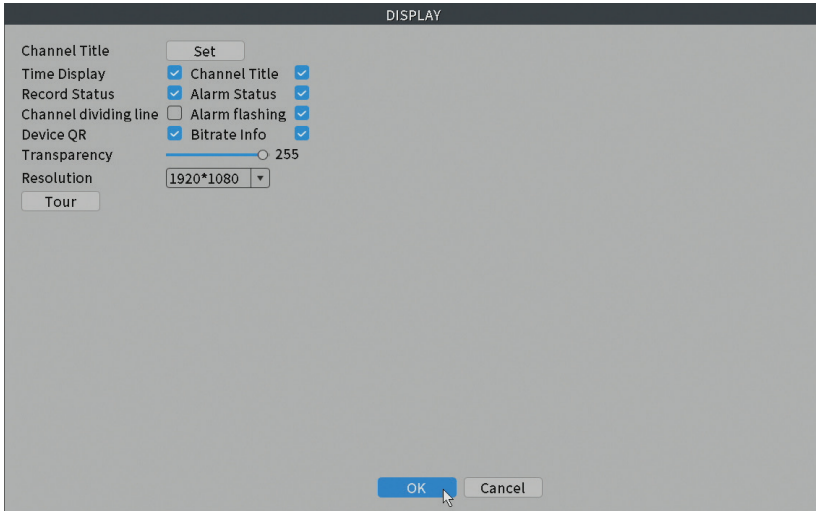 DISPLAY
Channel Title Set
Time Display Channel Title
Record Status Alarm Status
Channel dividing line Alarm flashing
Device QR Bitrate Info
Transparency 255
Resolution 1920*1080
Tour
OK Cancel